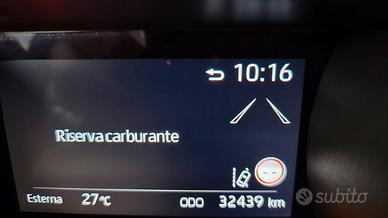 10:16
Riserva carburante
Esterna 27°C ODO 32439 km
subito